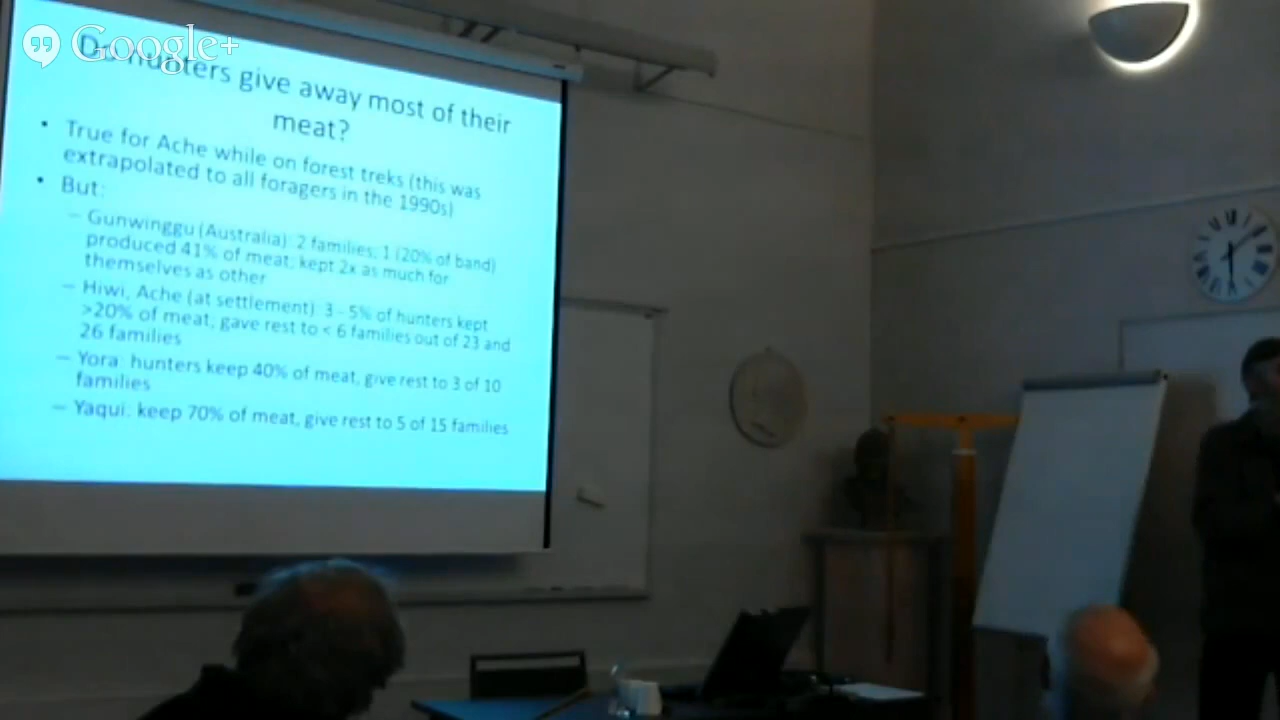 Google+
Do hunters give away most of their
meat?
• True for Ache while on forest treks (this was
extrapolated to all foragers in the 1990s)
• But:
– Gunwinggu (Australia): 2 families; 1 (20% of band)
produced 41% of meat; kept 2x as much for
themselves as other
– Hiwi, Ache (at settlement): 3 - 5% of hunters kept
>20% of meat, gave rest to < 6 families out of 23 and
26 families
– Yora: hunters keep 40% of meat, give rest to 3 of 10
families
– Yaqui: keep 70% of meat, give rest to 5 of 15 families